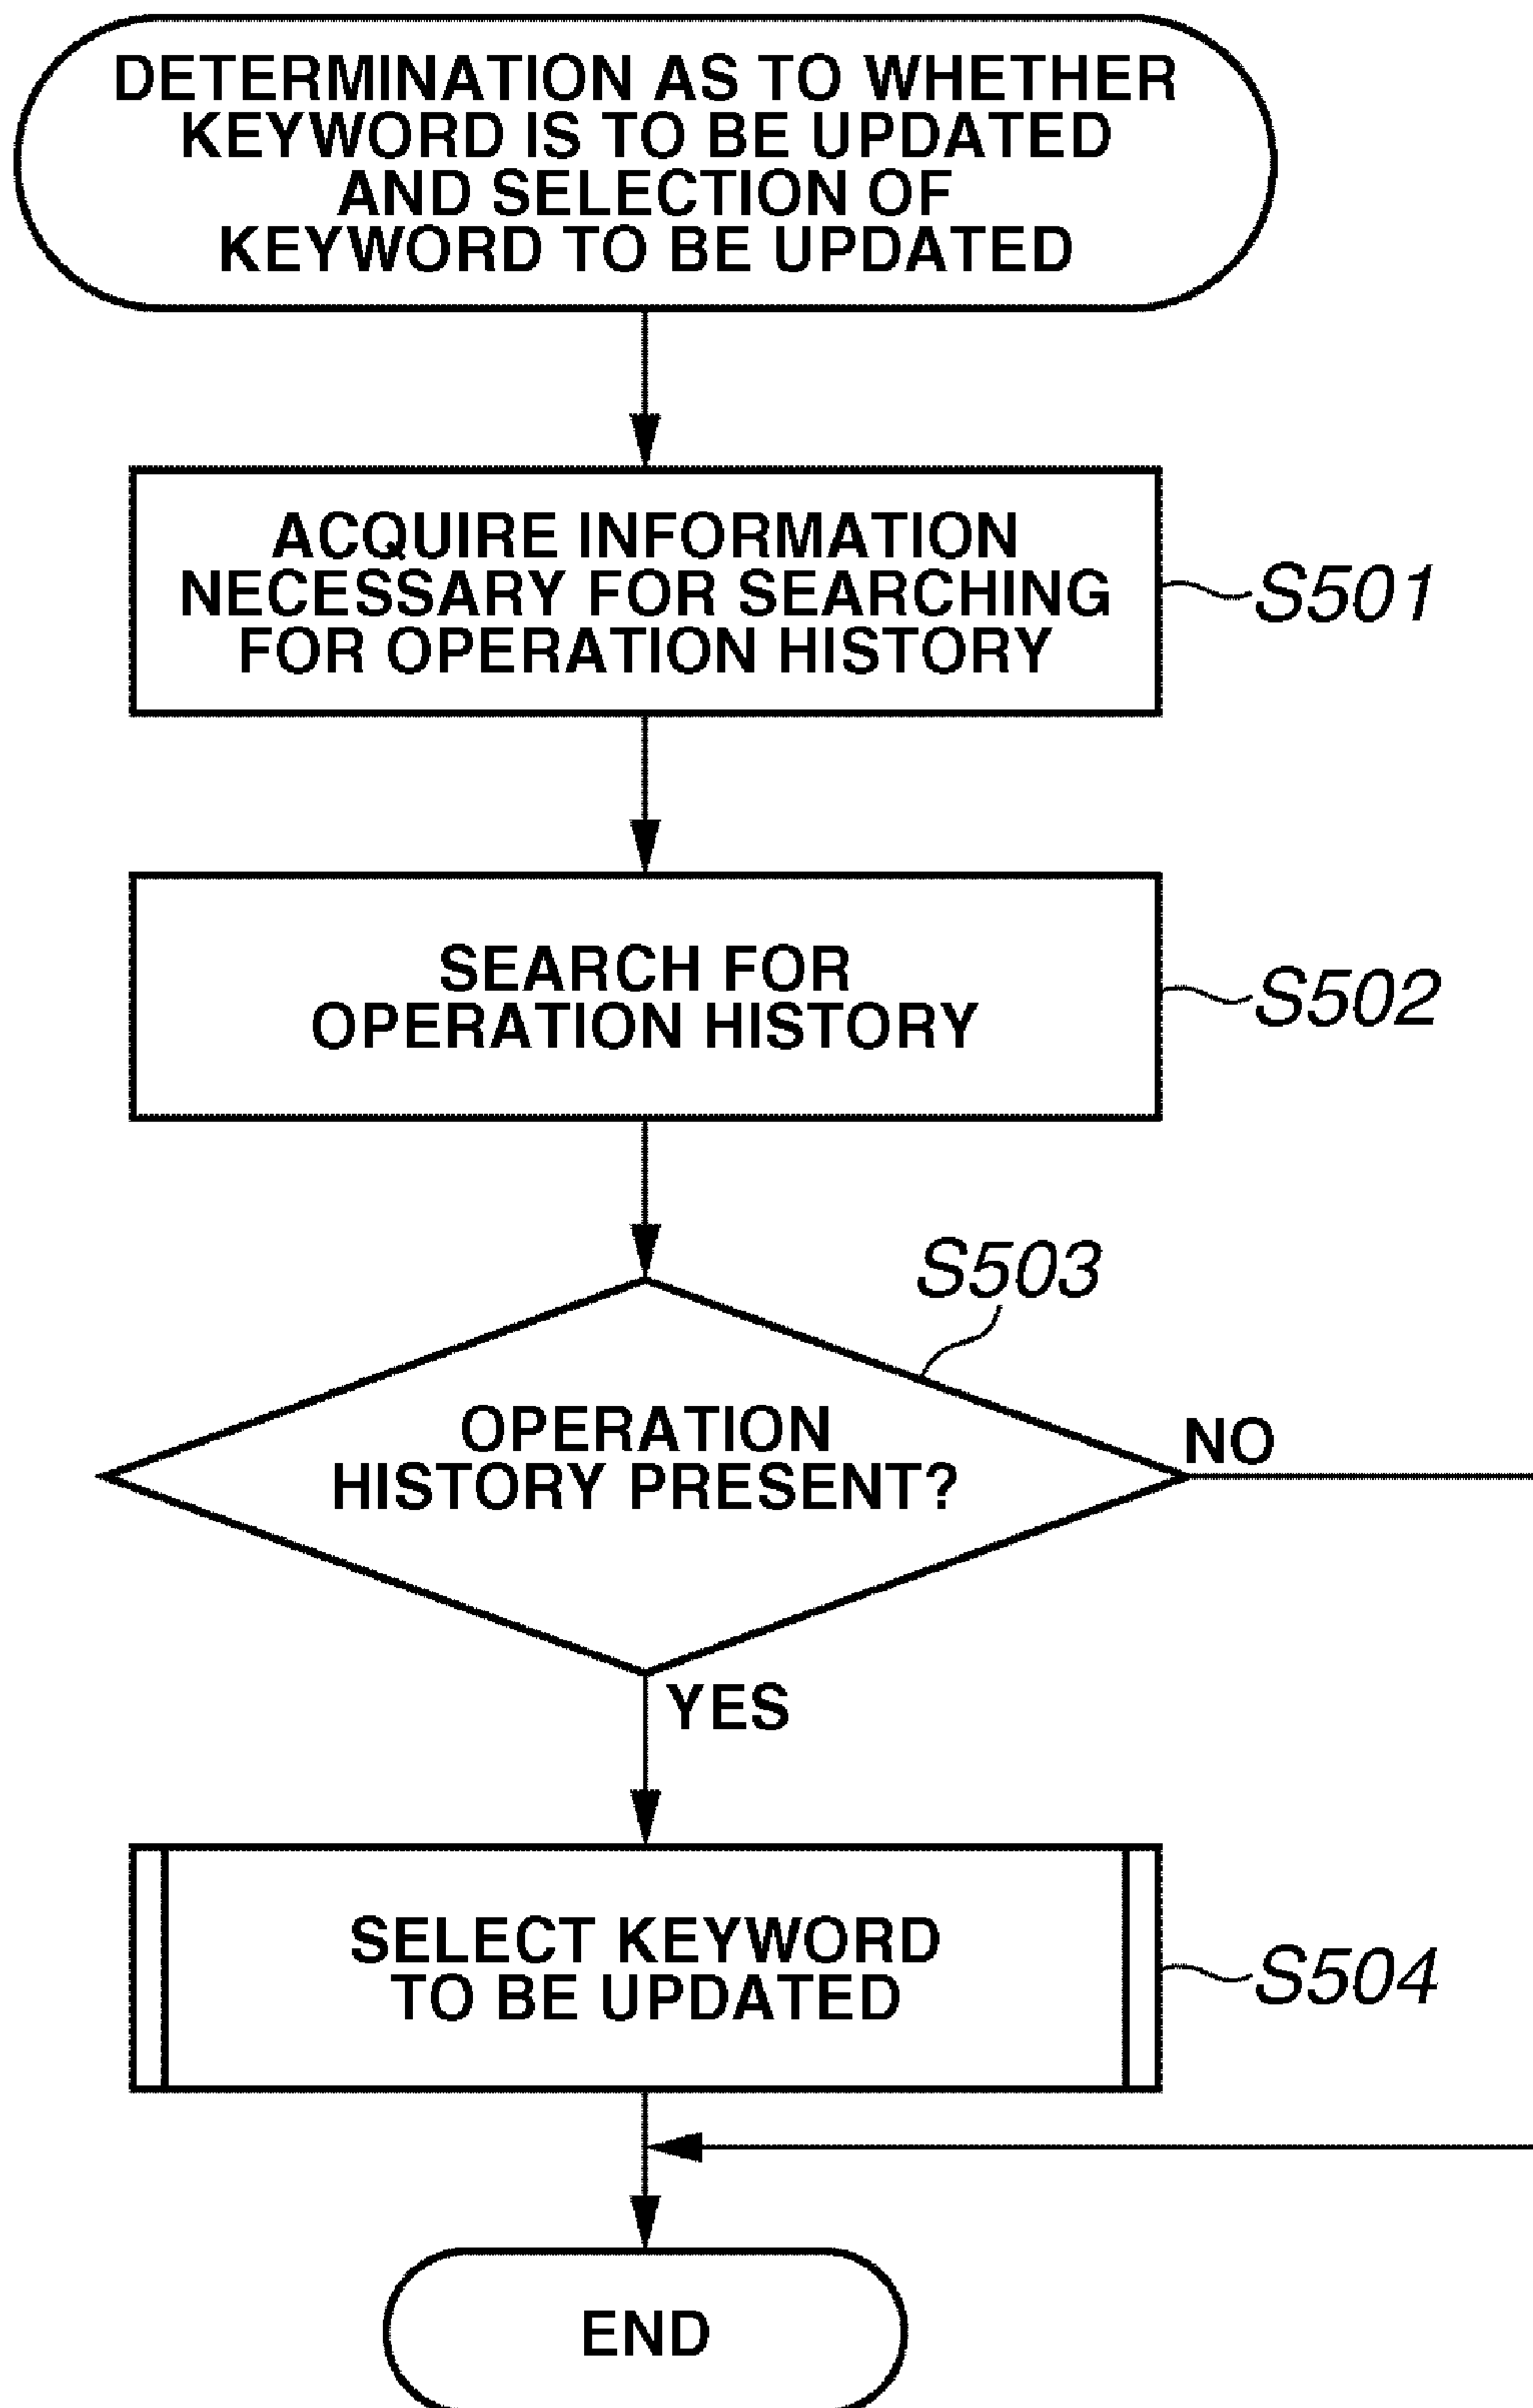 DETERMINATION AS TO WHETHER
KEYWORD IS TO BE UPDATED
AND SELECTION OF
KEYWORD TO BE UPDATED
ACQUIRE INFORMATION
NECESSARY FOR SEARCHING
FOR OPERATION HISTORY
S501
SEARCH FOR
OPERATION HISTORY
S502
S503
OPERATION
HISTORY PRESENT?
NO
YES
SELECT KEYWORD
TO BE UPDATED
S504
END